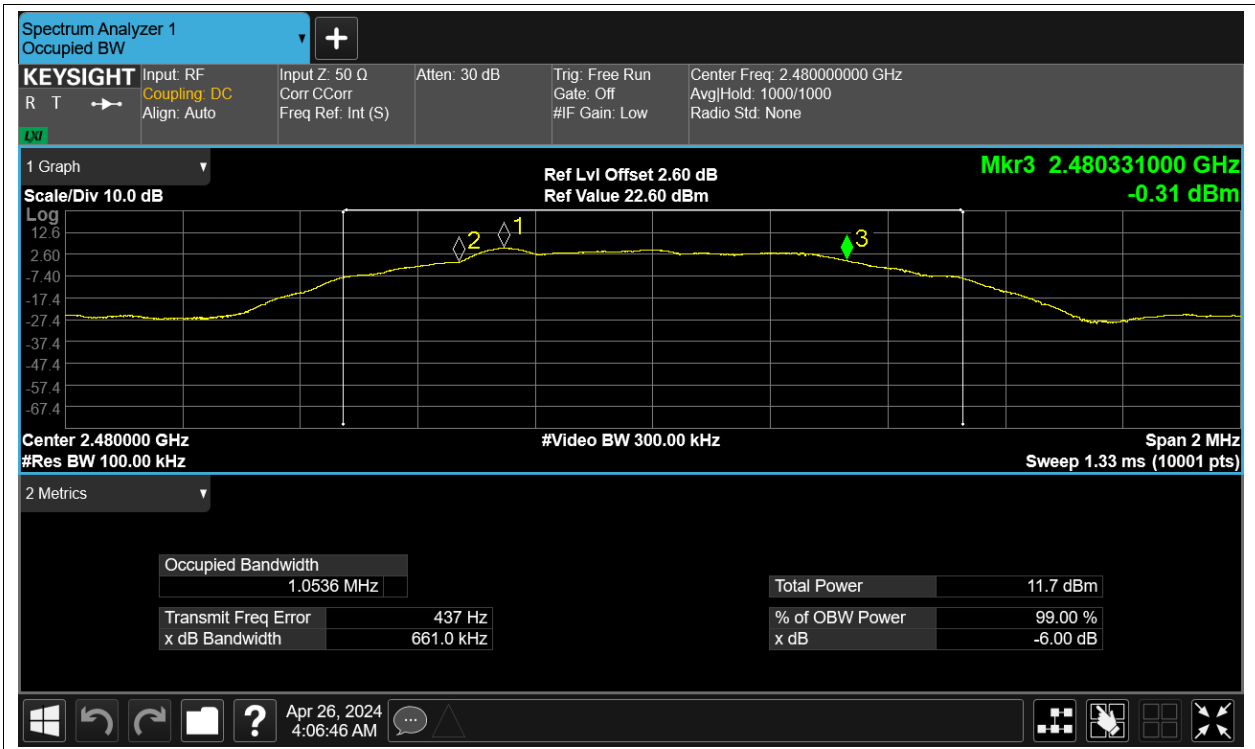 Spectrum Analyzer 1
Occupied BW
KEYSIGHT
R T
LXI
Input: RF
Coupling: DC
Align: Auto
Input Z: 50 Ω
Corr CCorr
Freq Ref: Int (S)
Atten: 30 dB
Trig: Free Run
Gate: Off
#IF Gain: Low
Center Freq: 2.480000000 GHz
Avg|Hold: 1000/1000
Radio Std: None
1 Graph
Scale/Div 10.0 dB
Ref Lvl Offset 2.60 dB
Ref Value 22.60 dBm
Mkr3 2.480331000 GHz
-0.31 dBm
Log
12.6
2.60
-7.40
-17.4
-27.4
-37.4
-47.4
-57.4
-67.4
2
1
3
Center 2.480000 GHz
#Video BW 300.00 kHz
Span 2 MHz
#Res BW 100.00 kHz
Sweep 1.33 ms (10001 pts)
2 Metrics
Occupied Bandwidth
1.0536 MHz
Transmit Freq Error 437 Hz
x dB Bandwidth 661.0 kHz
Total Power 11.7 dBm
% of OBW Power 99.00 %
x dB -6.00 dB
?
Apr 26, 2024
4:06:46 AM